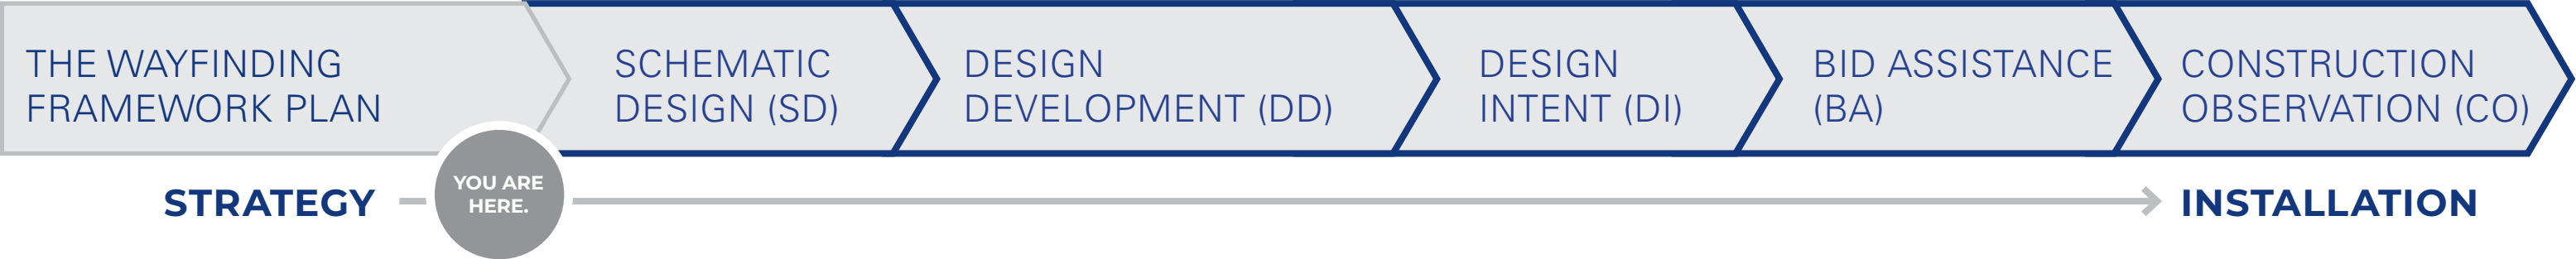 THE WAYFINDING
FRAMEWORK PLAN
SCHEMATIC
DESIGN (SD)
DESIGN
DEVELOPMENT (DD)
DESIGN
INTENT (DI)
BID ASSISTANCE
(BA)
CONSTRUCTION
OBSERVATION (CO)
STRATEGY
YOU ARE
HERE.
INSTALLATION